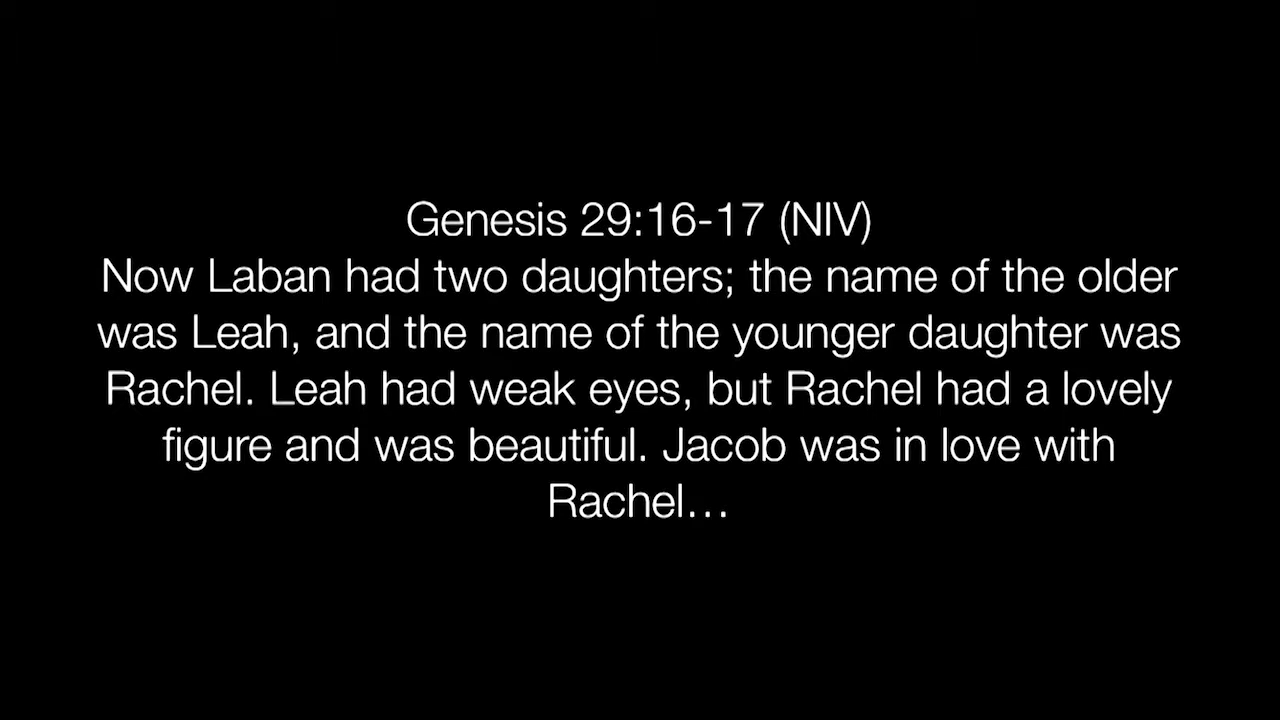 Genesis 29:16-17 (NIV)
Now Laban had two daughters; the name of the older
was Leah, and the name of the younger daughter was
Rachel. Leah had weak eyes, but Rachel had a lovely
figure and was beautiful. Jacob was in love with
Rachel…